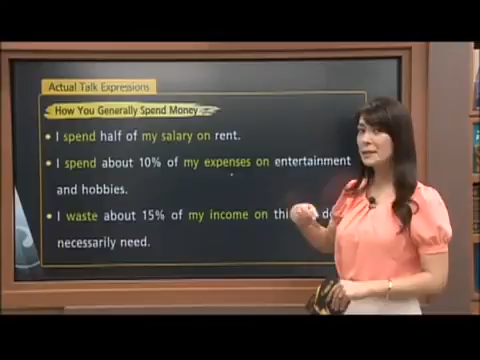 Actual Talk Expressions
How You Generally Spend Money
• I spend half of my salary on rent.
• I spend about 10% of my expenses on entertainment
and hobbies.
• I waste about 15% of my income on
necessarily need.